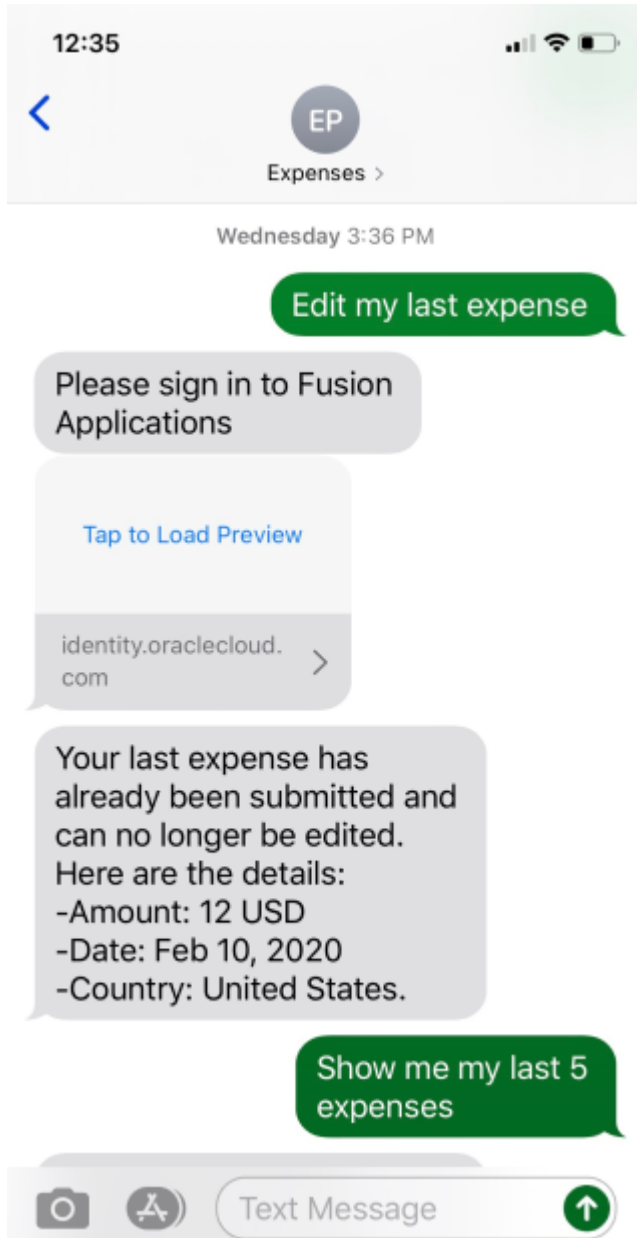 12:35
EP
Expenses >
Wednesday 3:36 PM
Edit my last expense
Please sign in to Fusion
Applications
Tap to Load Preview
identity.oraclecloud.
com
Your last expense has
already been submitted and
can no longer be edited.
Here are the details:
-Amount: 12 USD
-Date: Feb 10, 2020
-Country: United States.
Show me my last 5
expenses
Text Message